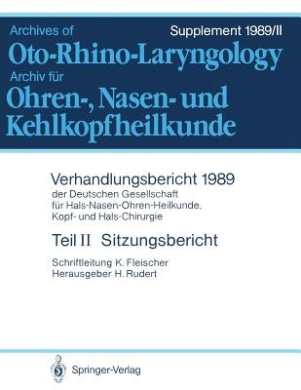 Archives of Supplement 1989/II
Oto-Rhino-Laryngology
Archiv für
Ohren-, Nasen- und
Kehlkopfheilkunde
Verhandlungsbericht 1989
der Deutschen Gesellschaft
für Hals-Nasen-Ohren-Heilkunde,
Kopf- und Hals-Chirurgie
Teil II Sitzungsbericht
Schriftleitung K. Fleischer
Herausgeber H. Rudert
Springer-Verlag